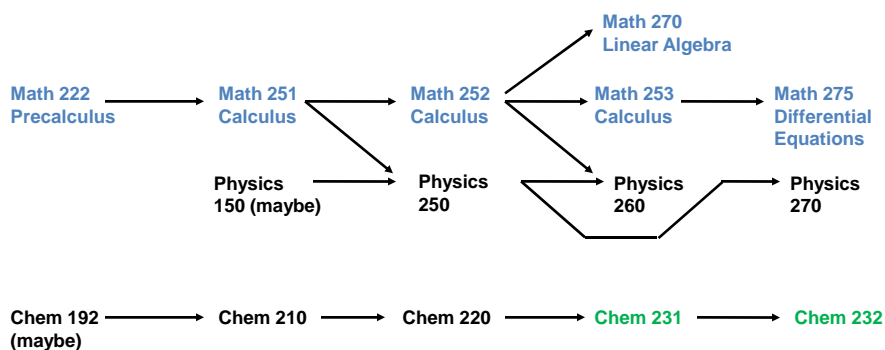 Math 270
Linear Algebra
Math 222
Precalculus
Math 251
Calculus
Math 252
Calculus
Math 253
Calculus
Math 275
Differential
Equations
Physics
150 (maybe)
Physics
250
Physics
260
Physics
270
Chem 192
(maybe)
Chem 210
Chem 220
Chem 231
Chem 232